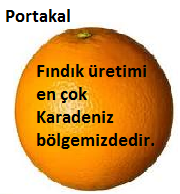 Portakal
Fındık üretimi
en çok
Karadeniz
bölgemizdedir.